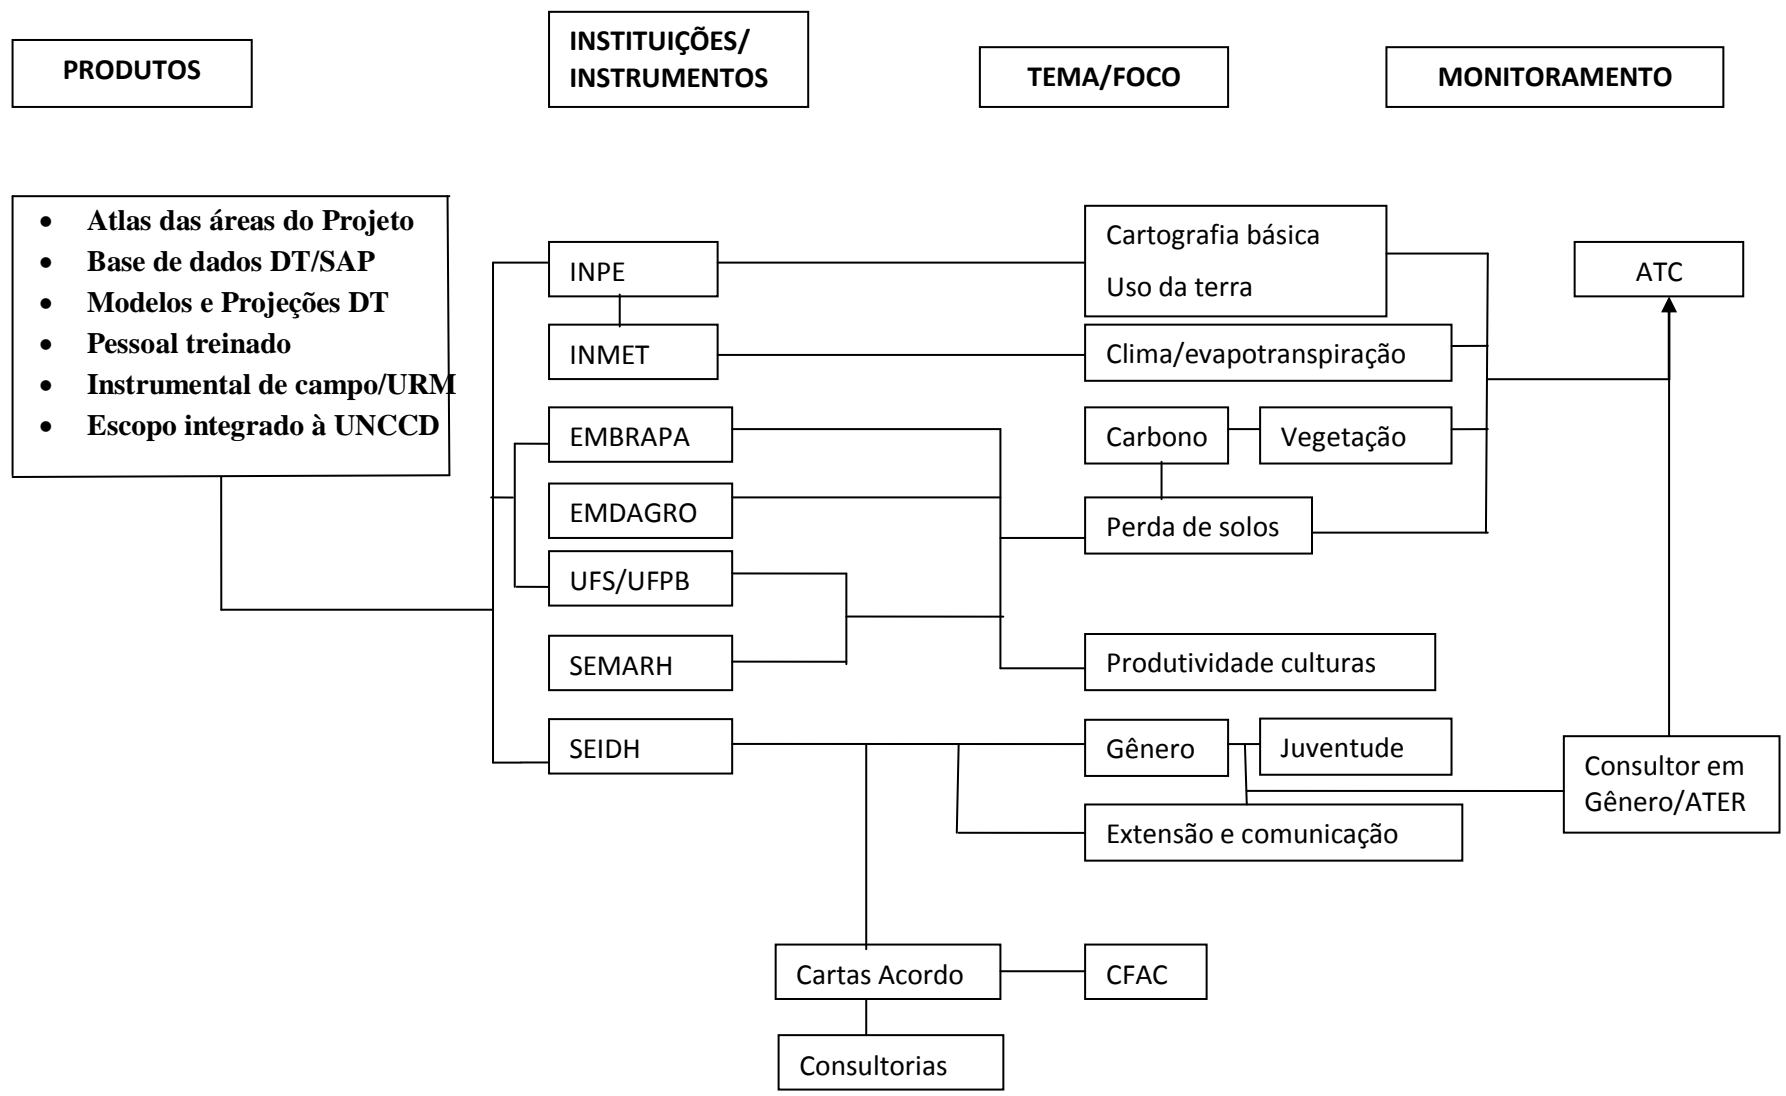 PRODUTOS
INSTITUIÇÕES/
INSTRUMENTOS
TEMA/FOCO
MONITORAMENTO
• Atlas das áreas do Projeto
• Base de dados DT/SAP
• Modelos e Projeções DT
• Pessoal treinado
• Instrumental de campo/URM
• Escopo integrado à UNCCD
INPE
INMET
EMBRAPA
EMDAGRO
UFS/UFPB
SEMARH
SEIDH
Cartas Acordo
Consultorias
Cartografia básica
Uso da terra
Clima/evapotranspiração
Carbono
Vegetação
Perda de solos
Produtividade culturas
Gênero
Juventude
Extensão e comunicação
CFAC
ATC
Consultor em
Gênero/ATER